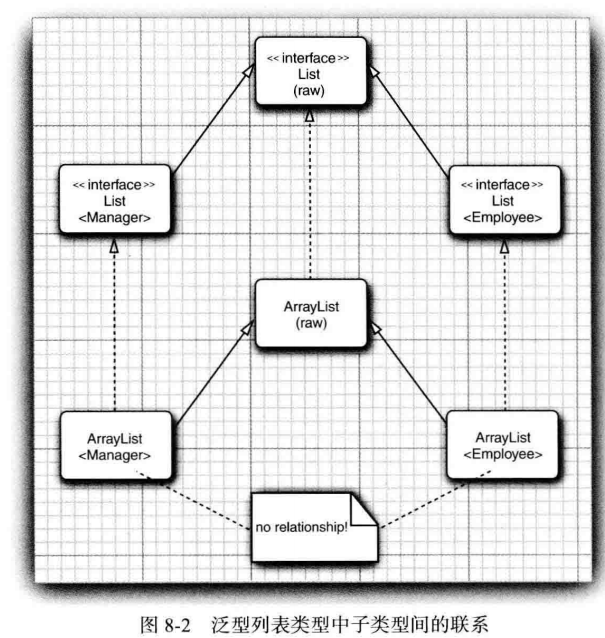 << interface >>
List
(raw)
<< interface >>
List
<Manager>
<< interface >>
List
<Employee>
ArrayList
(raw)
ArrayList
<Manager>
ArrayList
<Employee>
no relationship!
图 8-2 泛型列表类型中子类型间的联系